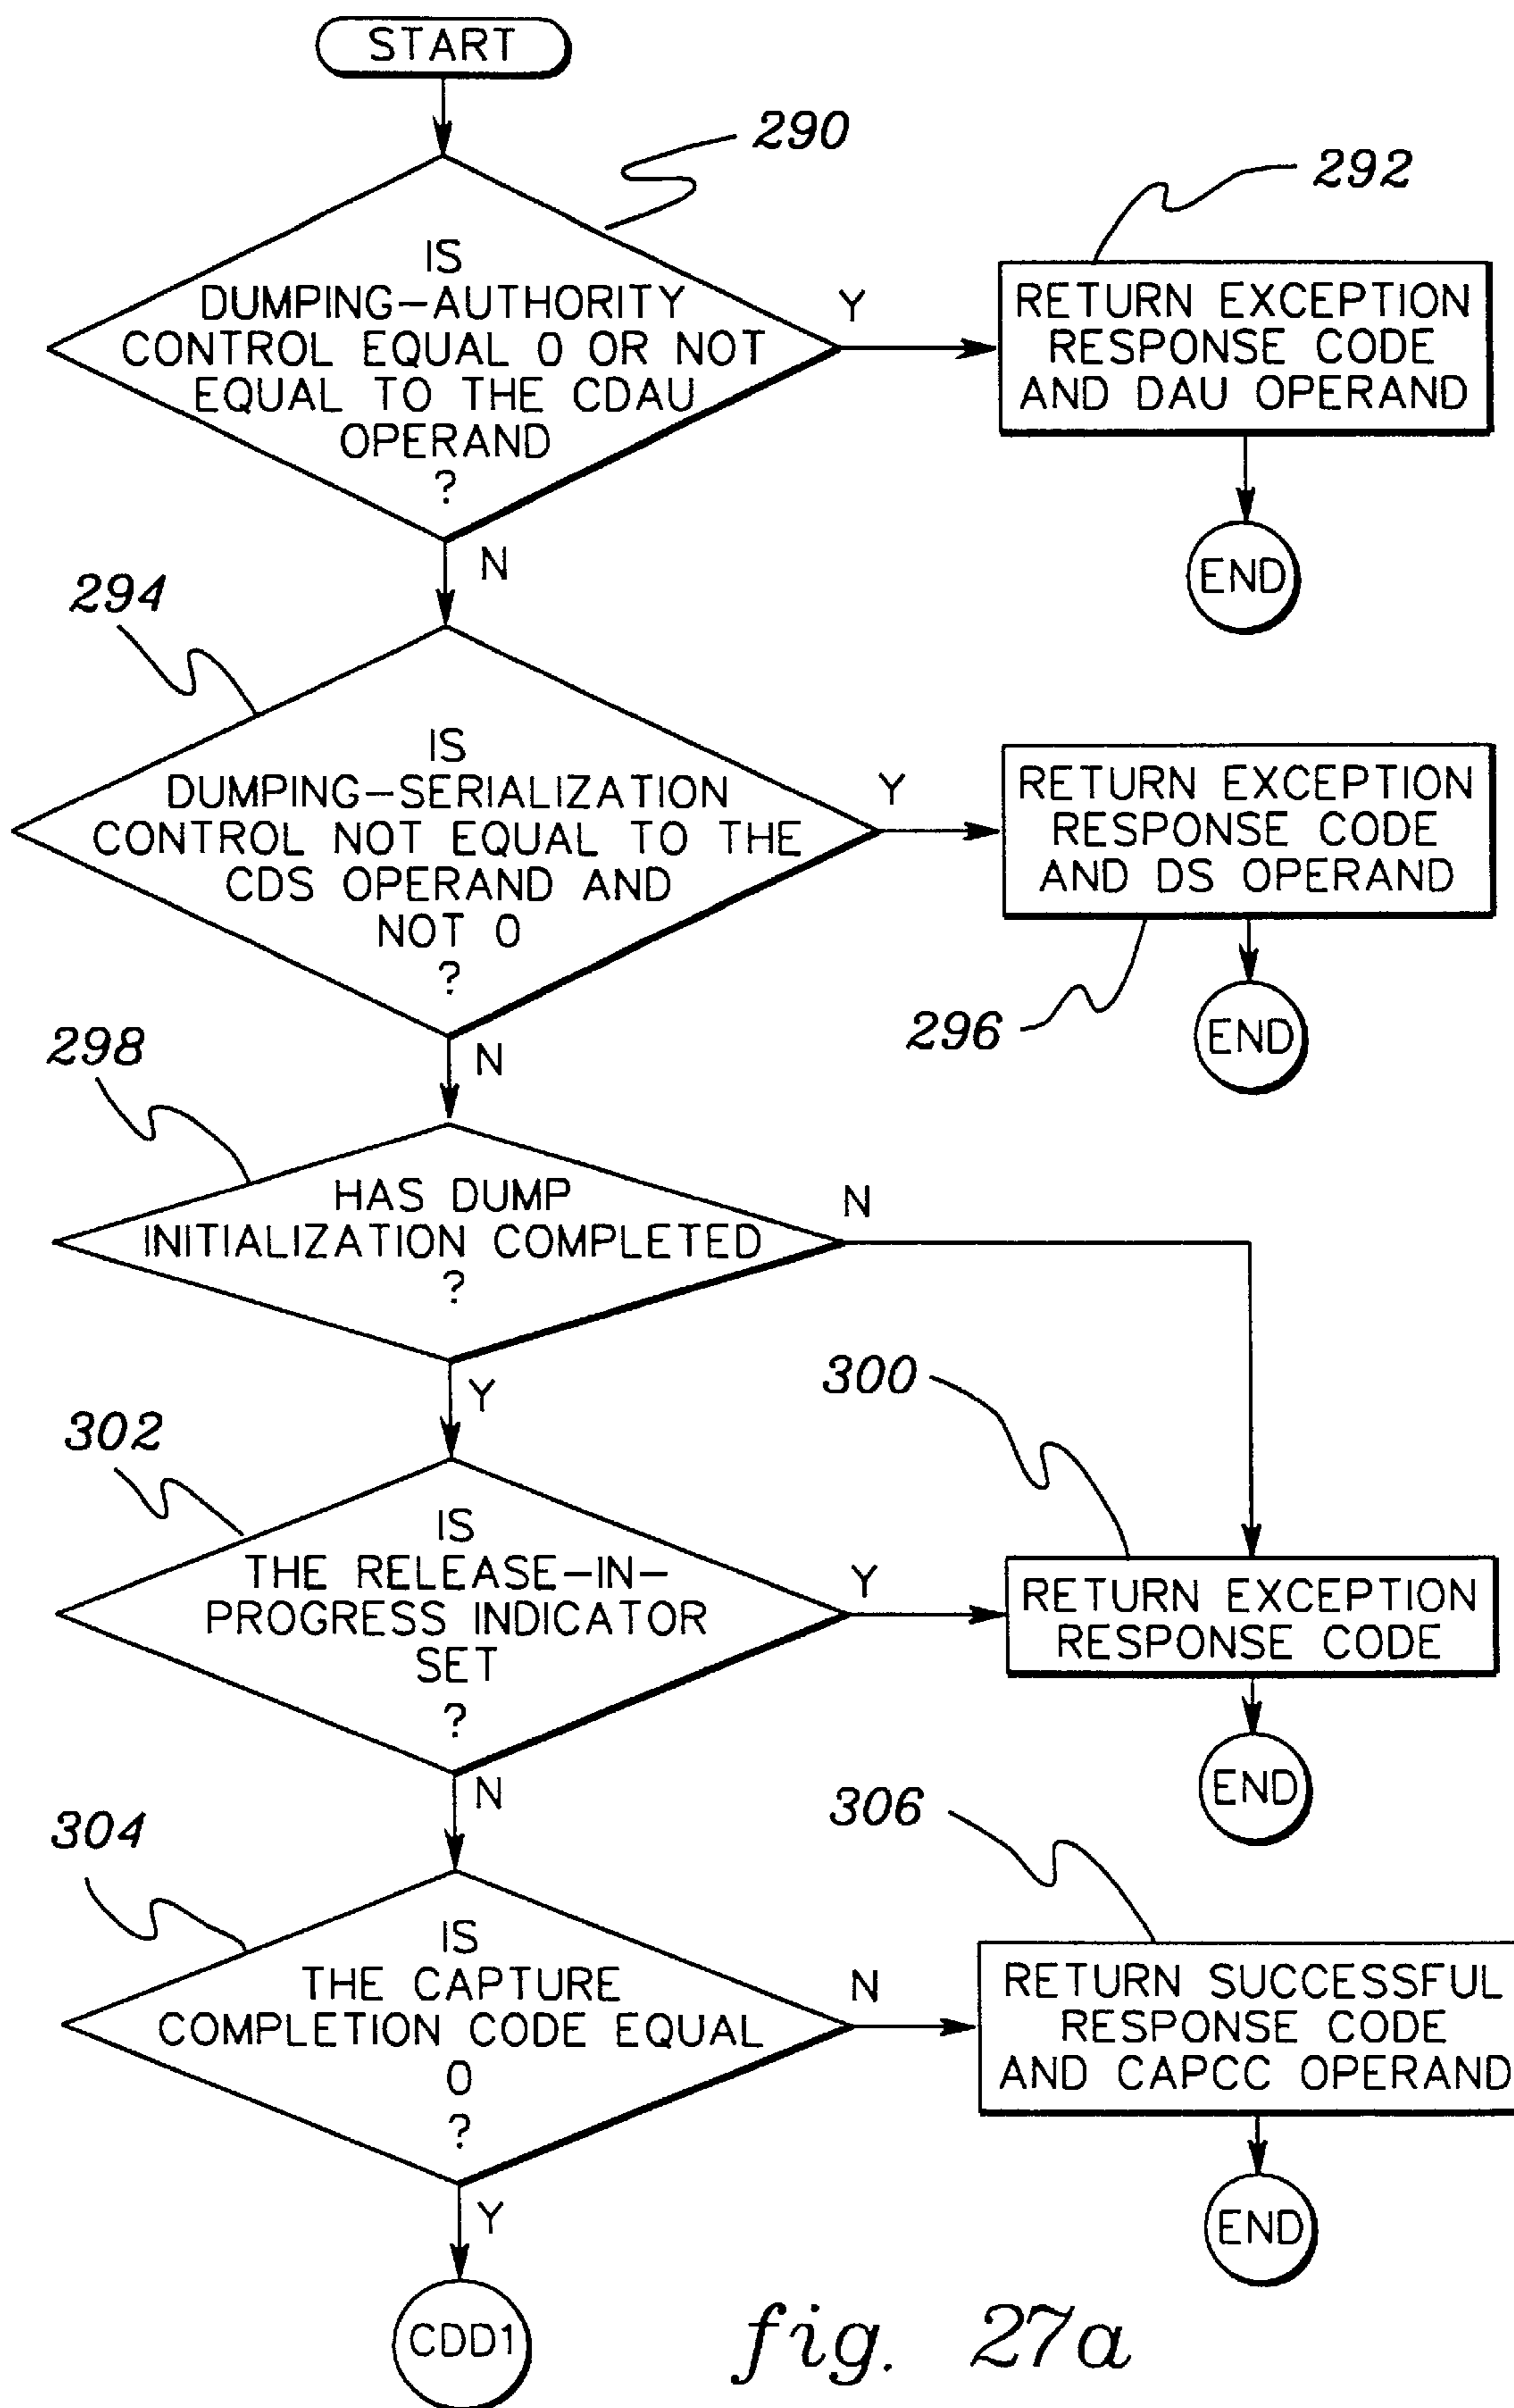 START
290
IS
DUMPING-AUTHORITY
CONTROL EQUAL 0 OR NOT
EQUAL TO THE CDAU
OPERAND
?
Y
292
RETURN EXCEPTION
RESPONSE CODE
AND DAU OPERAND
END
N
294
IS
DUMPING-SERIALIZATION
CONTROL NOT EQUAL TO THE
CDS OPERAND AND
NOT 0
?
Y
RETURN EXCEPTION
RESPONSE CODE
AND DS OPERAND
296
END
N
298
HAS DUMP
INITIALIZATION COMPLETED
?
N
Y
300
302
IS
THE RELEASE-IN-
PROGRESS INDICATOR
SET
?
Y
RETURN EXCEPTION
RESPONSE CODE
END
N
304
IS
THE CAPTURE
COMPLETION CODE EQUAL
0
?
N
306
RETURN SUCCESSFUL
RESPONSE CODE
AND CAPCC OPERAND
END
Y
CDD1
fig. 27a